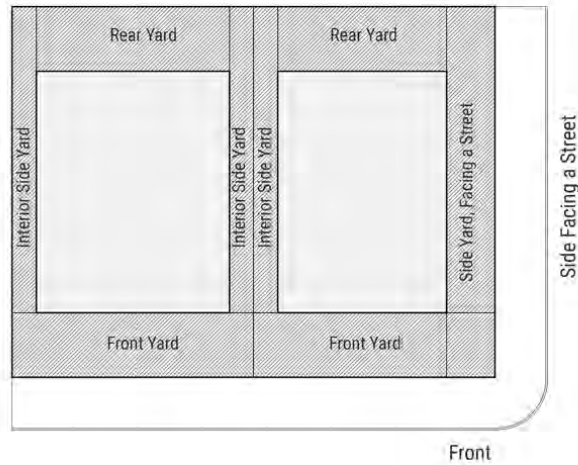 Rear Yard
Rear Yard
Interior Side Yard
Interior Side Yard
Interior Side Yard
Side Yard, Facing a Street
Side Facing a Street
Front Yard
Front Yard
Front